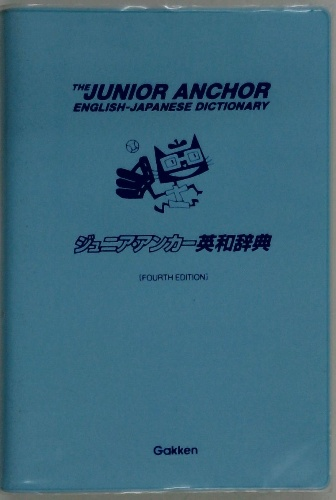 THE JUNIOR ANCHOR
ENGLISH-JAPANESE DICTIONARY
ジュニア・アンカー英和辞典
[FOURTH EDITION]
Gakken